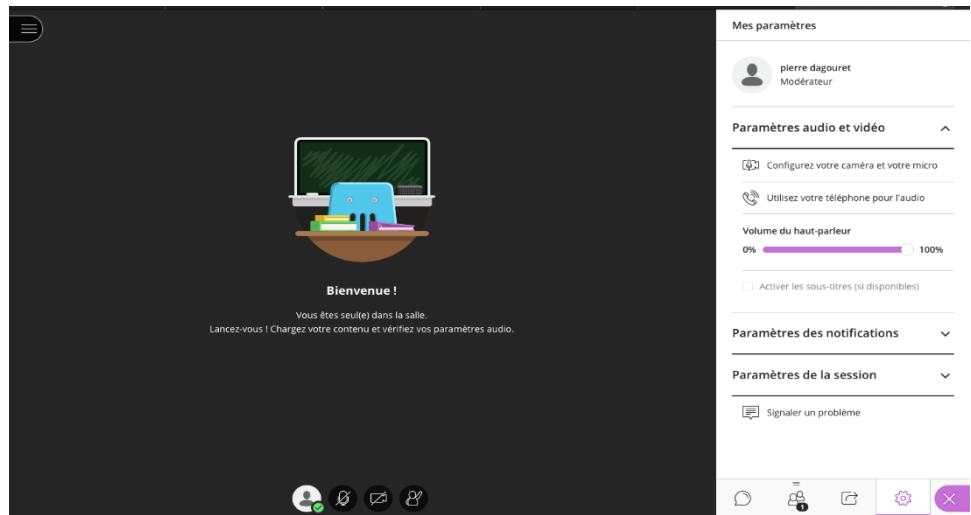 Mes paramètres
pierre dagouret
Modérateur
Paramètres audio et vidéo
Configurez votre caméra et votre micro
Utilisez votre téléphone pour l'audio
Volume du haut-parleur
0% 100%
Activer les sous-titres (si disponibles)
Paramètres des notifications
Paramètres de la session
Signaler un problème
1
Bienvenue !
Vous êtes seul(e) dans la salle.
Lancez-vous ! Chargez votre contenu et vérifiez vos paramètres audio.